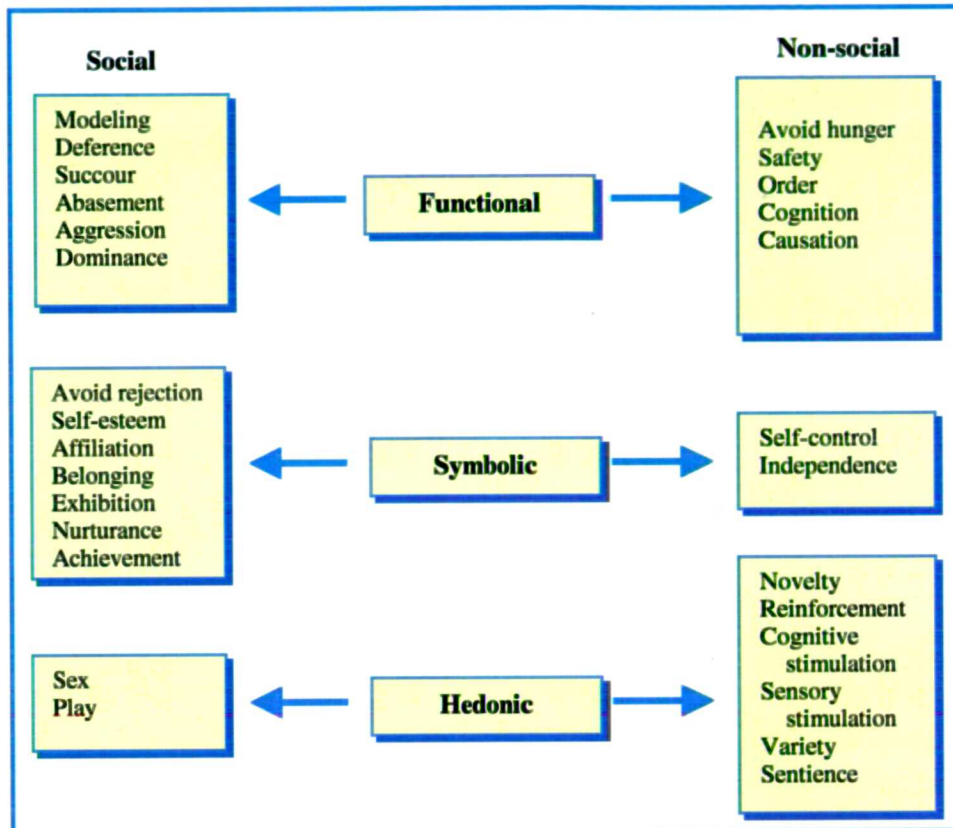 Social
Non-social
Modeling
Deference
Succour
Abasement
Aggression
Dominance
Functional
Avoid hunger
Safety
Order
Cognition
Causation
Avoid rejection
Self-esteem
Affiliation
Belonging
Exhibition
Nurturance
Achievement
Symbolic
Self-control
Independence
Sex
Play
Hedonic
Novelty
Reinforcement
Cognitive
stimulation
Sensory
stimulation
Variety
Sentience